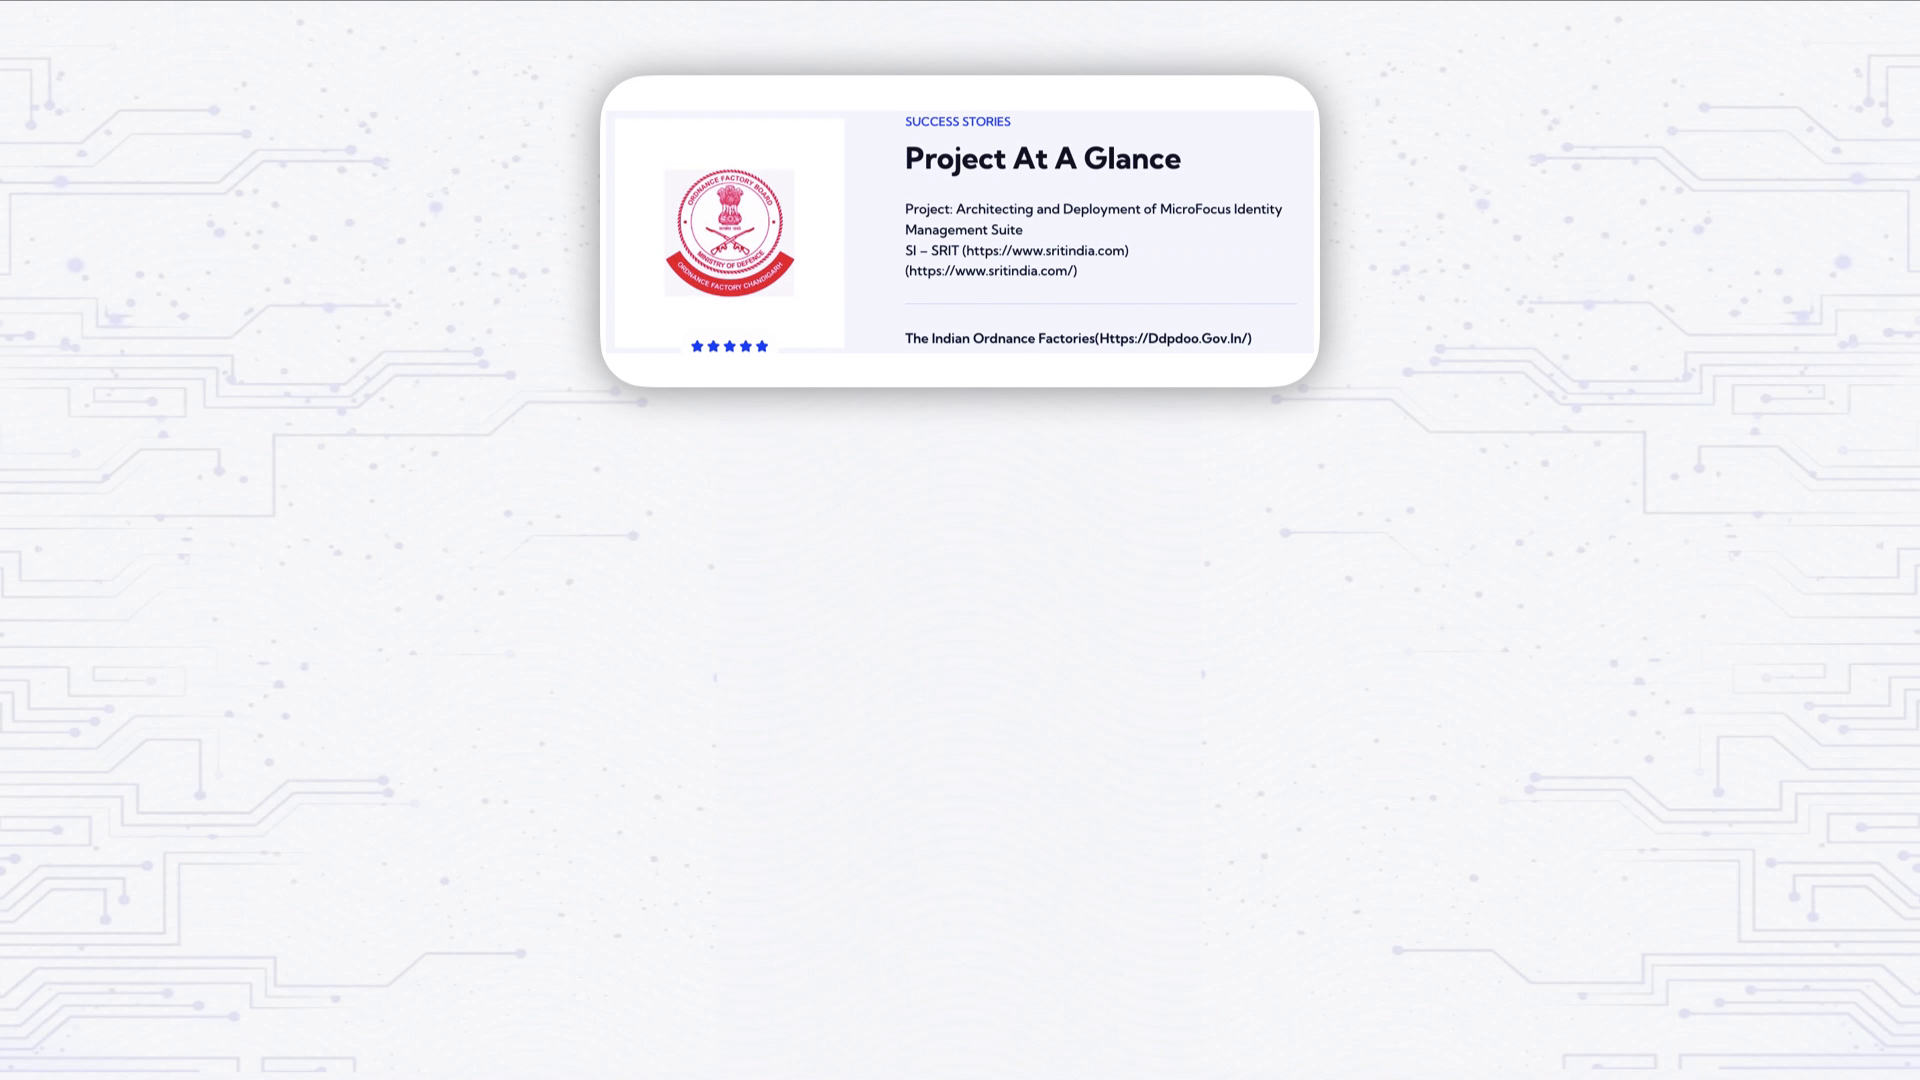 ORDNANCE FACTORY BOARD
MINISTRY OF DEFENCE
ORDNANCE FACTORY CHANDIGARH
SUCCESS STORIES
Project At A Glance
Project: Architecting and Deployment of MicroFocus Identity
Management Suite
SI – SRIT (https://www.sritindia.com)
(https://www.sritindia.com/)
The Indian Ordnance Factories(Https://Ddpdoo.Gov.In/)